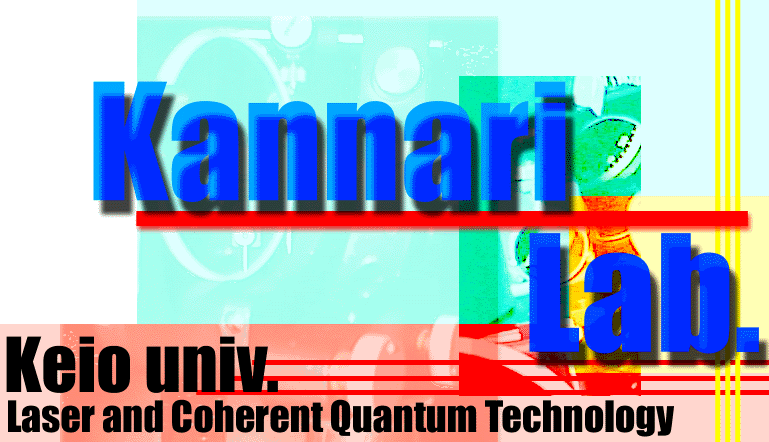 Kannari
Lab.
Keio univ.
Laser and Coherent Quantum Technology